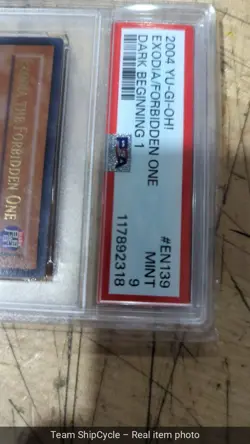 2004 YU-GI-OH!
EXODIA/FORBIDDEN ONE
DARK BEGINNING 1
#EN139
MINT
9
PSA
117892318
THE FORBIDDEN ONE
Team ShipCycle – Real item photo